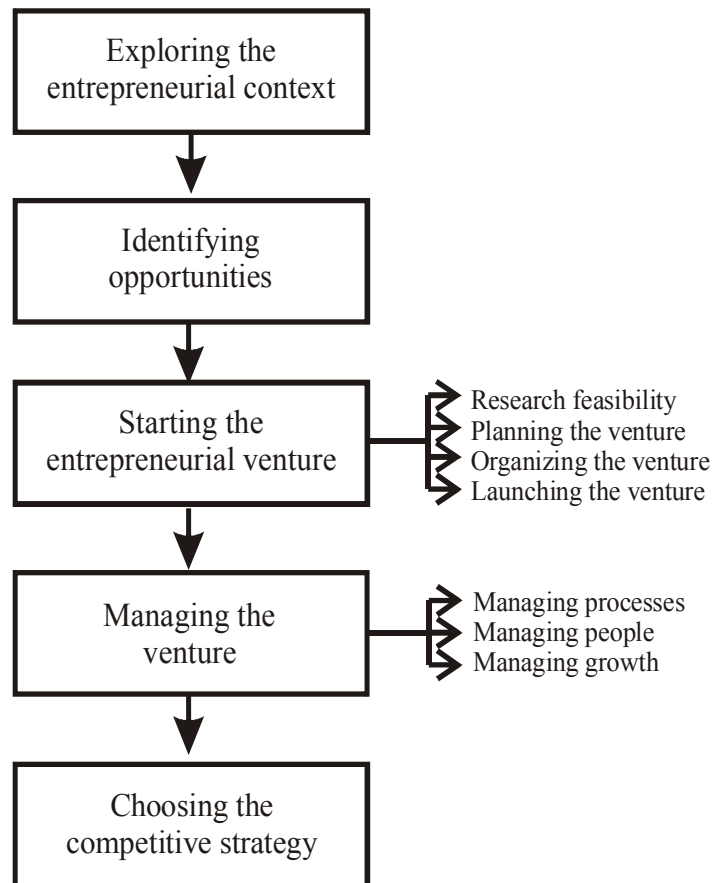 Exploring the
entrepreneurial context
Identifying
opportunities
Starting the
entrepreneurial venture
Research feasibility
Planning the venture
Organizing the venture
Launching the venture
Managing the
venture
Managing processes
Managing people
Managing growth
Choosing the
competitive strategy